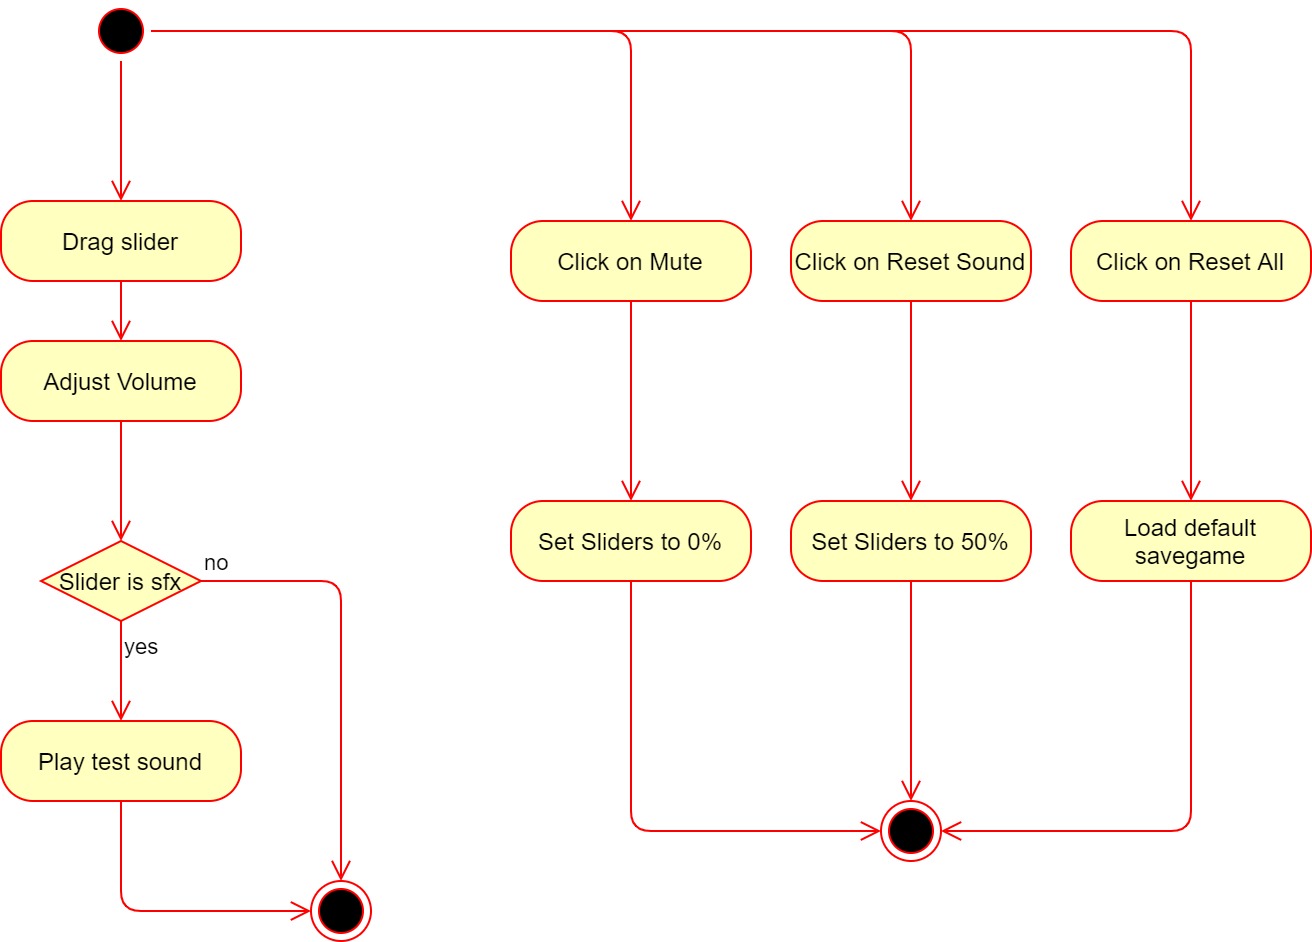 Drag slider
Adjust Volume
Slider is sfx
no
yes
Play test sound
Click on Mute
Set Sliders to 0%
Click on Reset Sound
Set Sliders to 50%
Click on Reset All
Load default
savegame